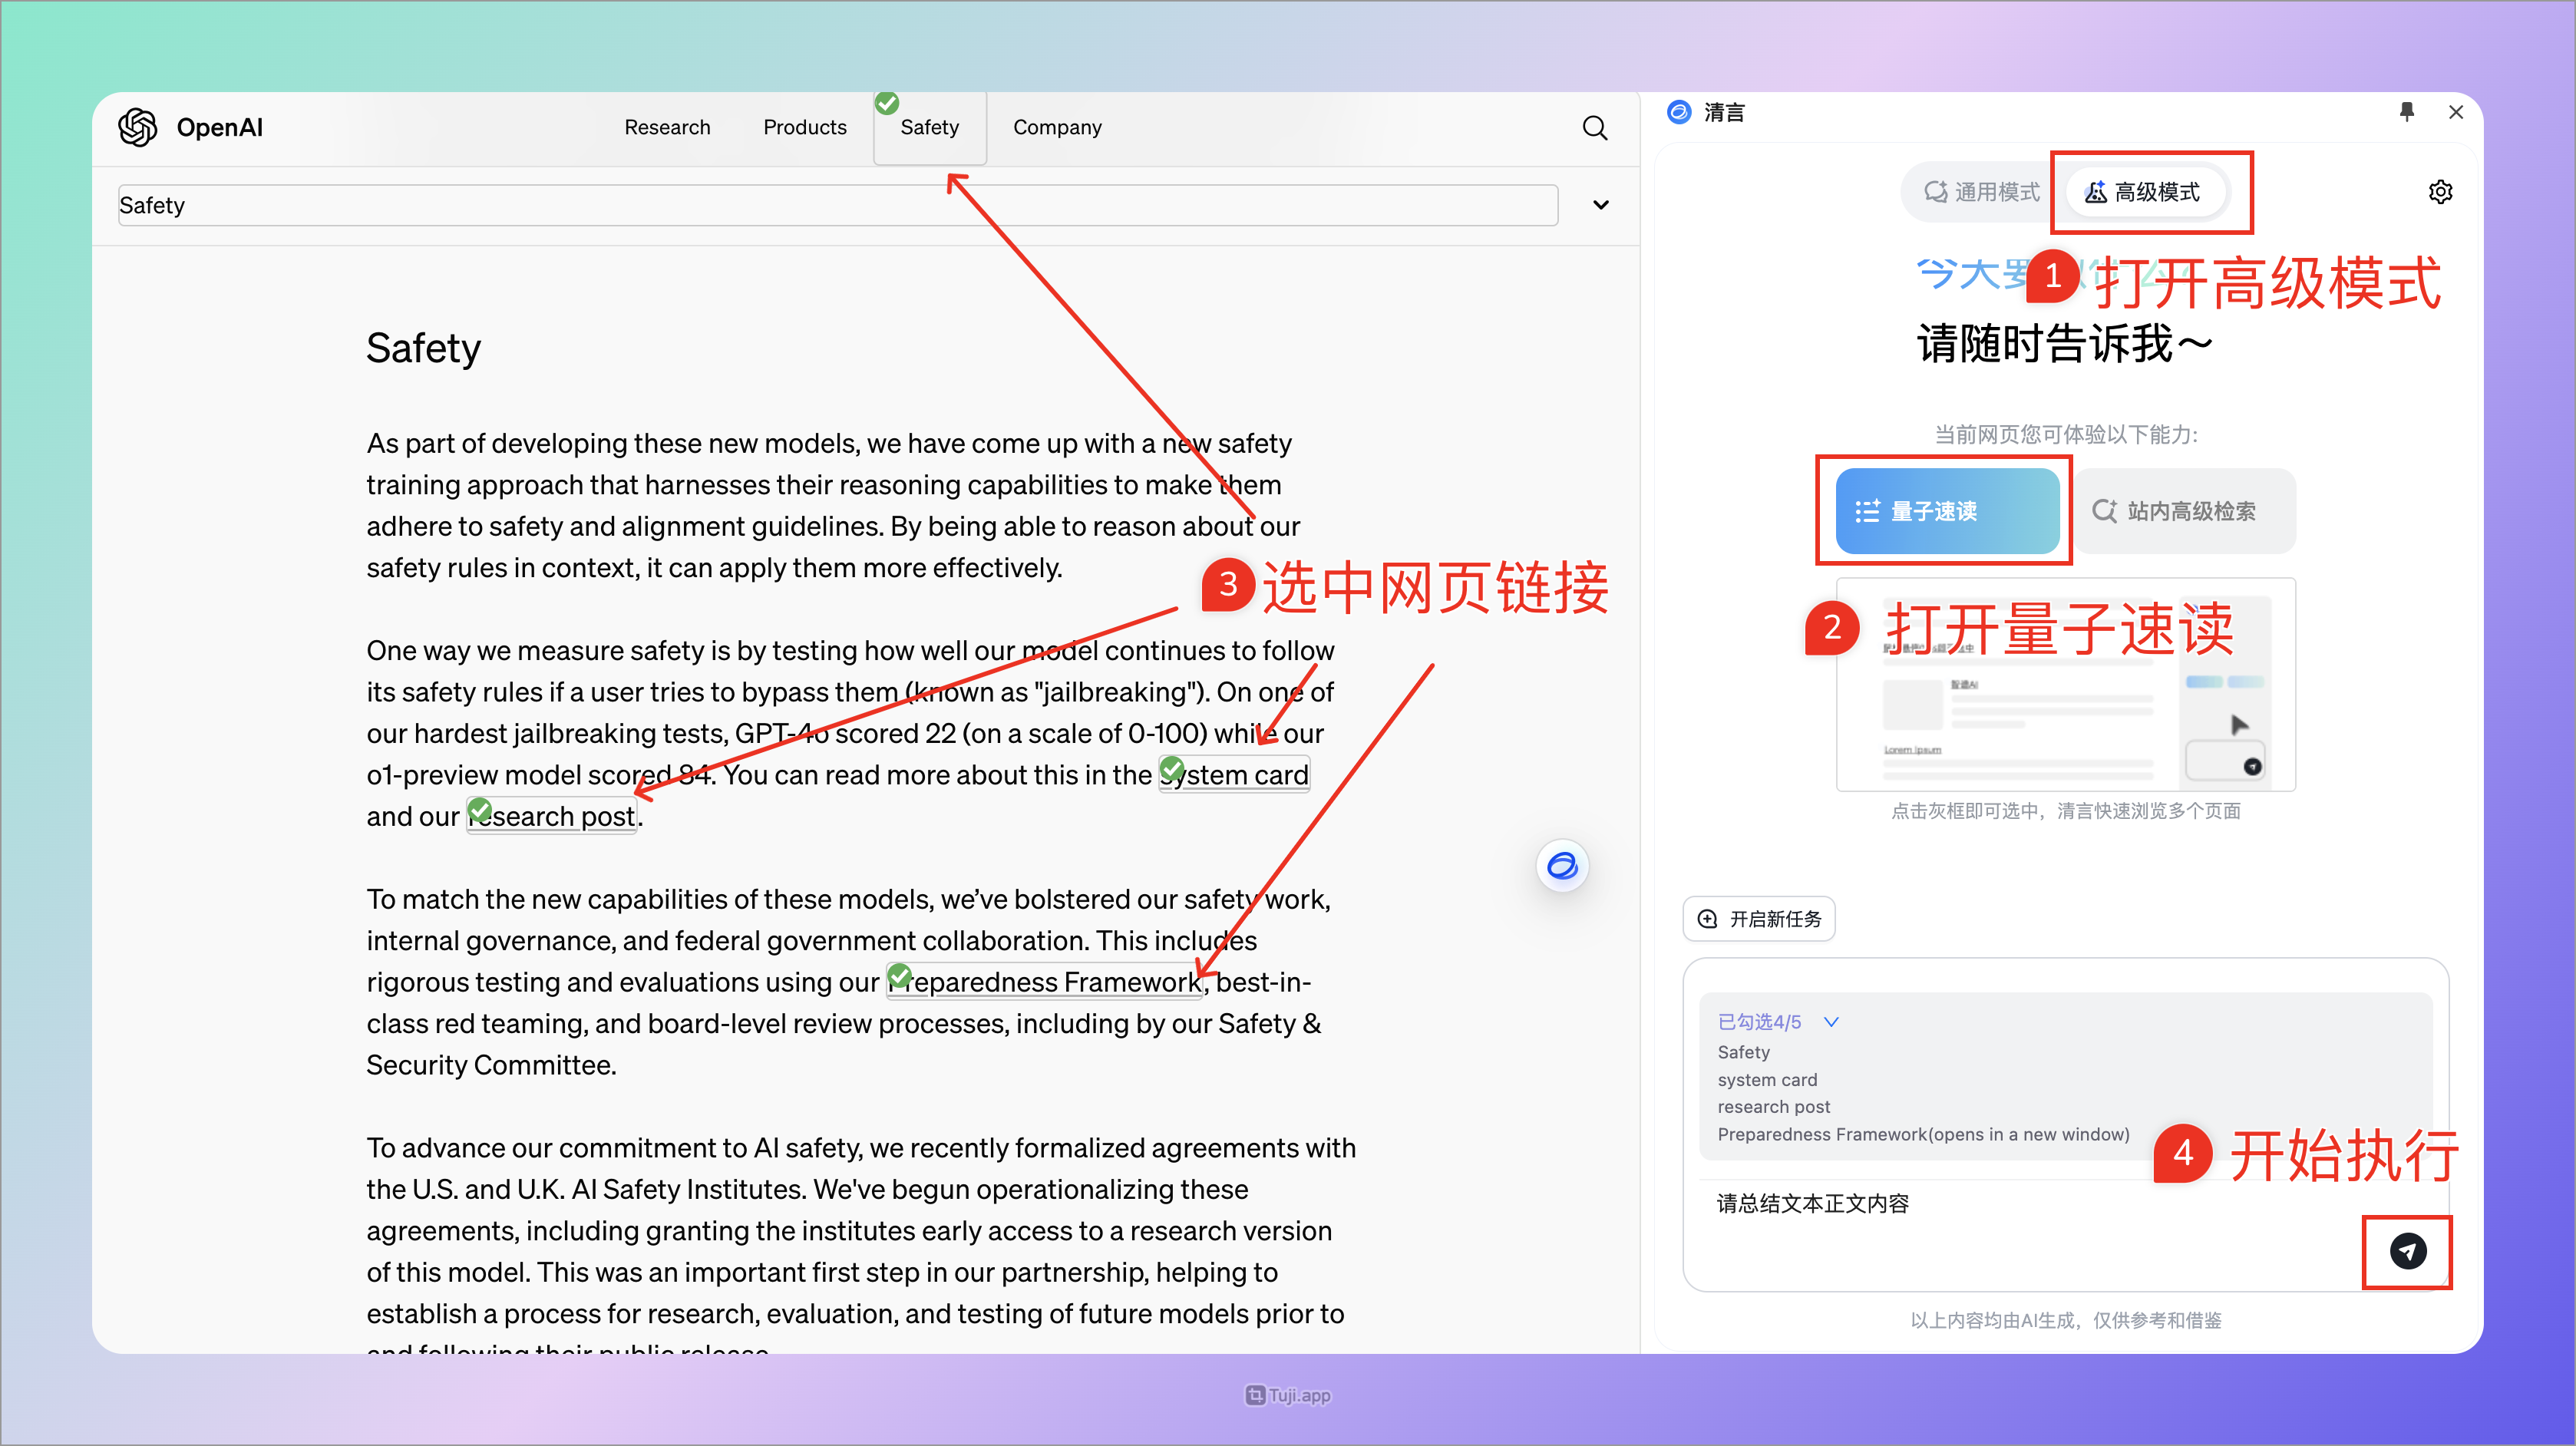 OpenAI
Research
Products
Safety
Company
Safety
Safety
As part of developing these new models, we have come up with a new safety
training approach that harnesses their reasoning capabilities to make them
adhere to safety and alignment guidelines. By being able to reason about our
safety rules in context, it can apply them more effectively.
3 选中网页链接
One way we measure safety is by testing how well our model continues to follow
its safety rules if a user tries to bypass them (known as "jailbreaking"). On one of
our hardest jailbreaking tests, GPT-4o scored 22 (on a scale of 0-100) while our
o1-preview model scored 84. You can read more about this in the system card
and our research post.
To match the new capabilities of these models, we’ve bolstered our safety work,
internal governance, and federal government collaboration. This includes
rigorous testing and evaluations using our Preparedness Framework, best-in-
class red teaming, and board-level review processes, including by our Safety &
Security Committee.
To advance our commitment to AI safety, we recently formalized agreements with
the U.S. and U.K. AI Safety Institutes. We've begun operationalizing these
agreements, including granting the institutes early access to a research version
of this model. This was an important first step in our partnership, helping to
establish a process for research, evaluation, and testing of future models prior to
and following their public release.
清言
通用模式
高级模式
1 打开高级模式
请随时告诉我～
当前网页您可体验以下能力:
量子速读
站内高级检索
2 打开量子速读
智谱AI
Lorem Ipsum
点击灰框即可选中，清言快速浏览多个页面
开启新任务
已勾选4/5
Safety
system card
research post
Preparedness Framework(opens in a new window)
4 开始执行
请总结文本正文内容
以上内容均由AI生成，仅供参考和借鉴
Tuji.app